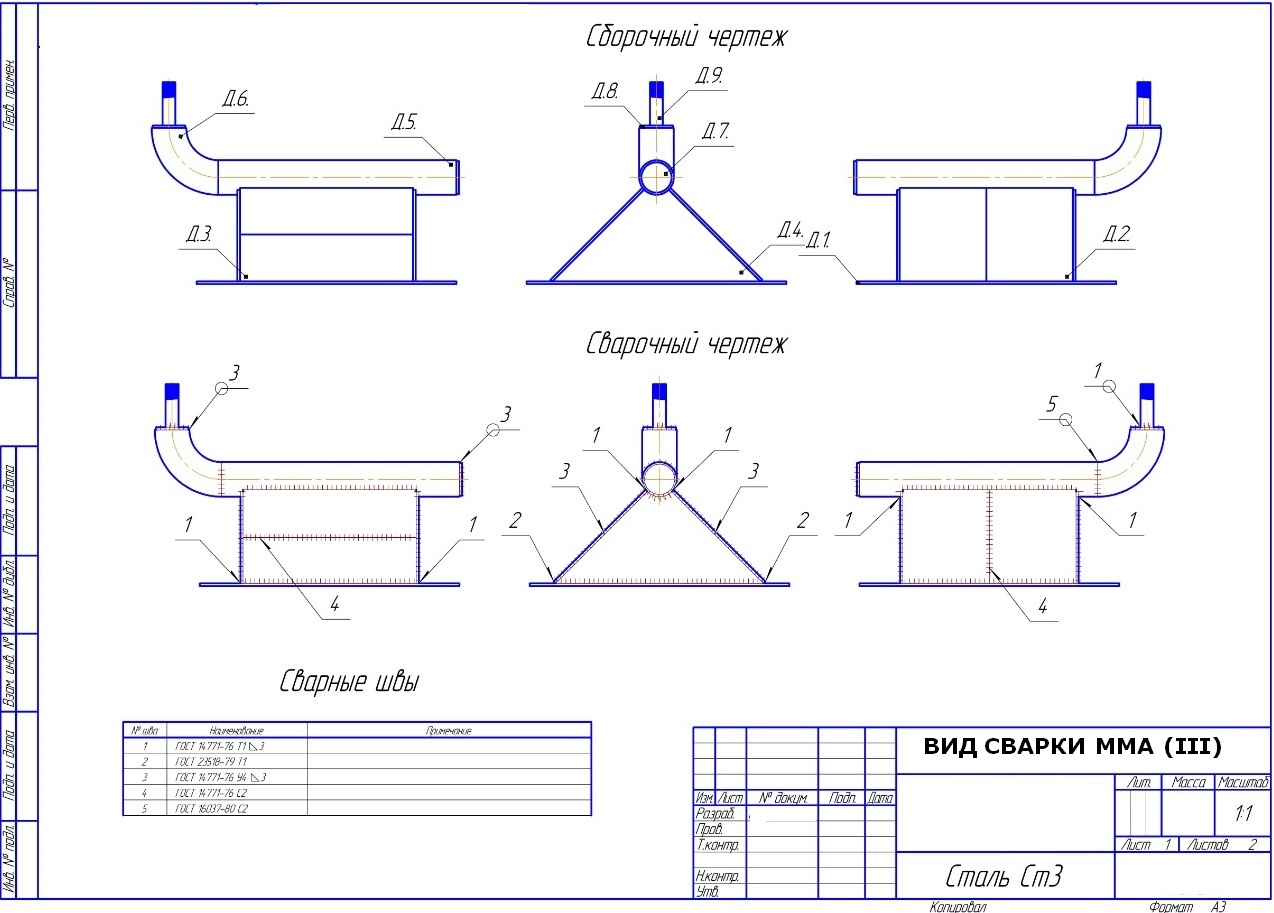 Сборочный чертеж
Д.6.
Д.5.
Д.3.
Д.8.
Д.9.
Д.7.
Д.4.
Д.1.
Д.2.
Сварочный чертеж
3
3
1
1
4
1
1
3
3
2
2
1
5
1
1
4
Сварные швы
№ шва Наименование Примечание
1 ГОСТ 14771-76 Т1 ◺3
2 ГОСТ 23518-79 Т1
3 ГОСТ 14771-76 У4 ◺3
4 ГОСТ 14771-76 С2
5 ГОСТ 16037-80 С2
Перв. примен.
Справ. №
Подп. и дата
Инв. № дубл.
Взам. инв. №
Подп. и дата
Инв. № подл.
ВИД СВАРКИ ММА (III)
Лит. Масса Масштаб
1:1
Изм. Лист № докум. Подп. Дата
Разраб.
Пров.
Т.контр.
Лист 1 Листов 2
Н.контр.
Утв.
Сталь Ст3
Копировал Формат А3